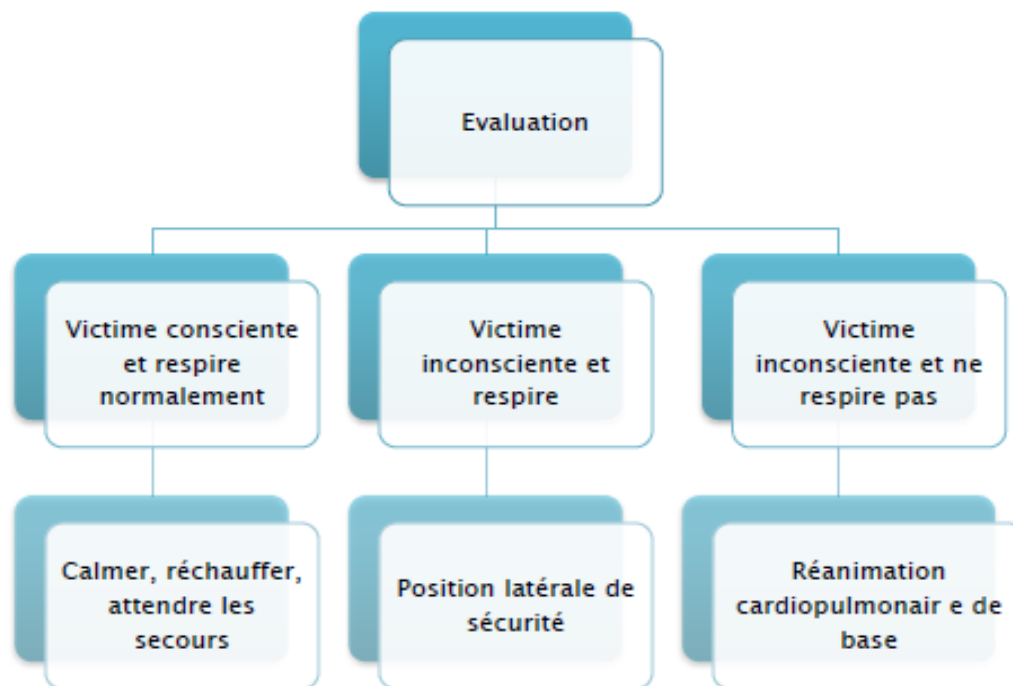 Evaluation
Victime consciente
et respire
normalement
Victime
inconsciente et
respire
Victime
inconsciente et ne
respire pas
Calmer, réchauffer,
attendre les
secours
Position latérale de
sécurité
Réanimation
cardiopulmonair e de
base